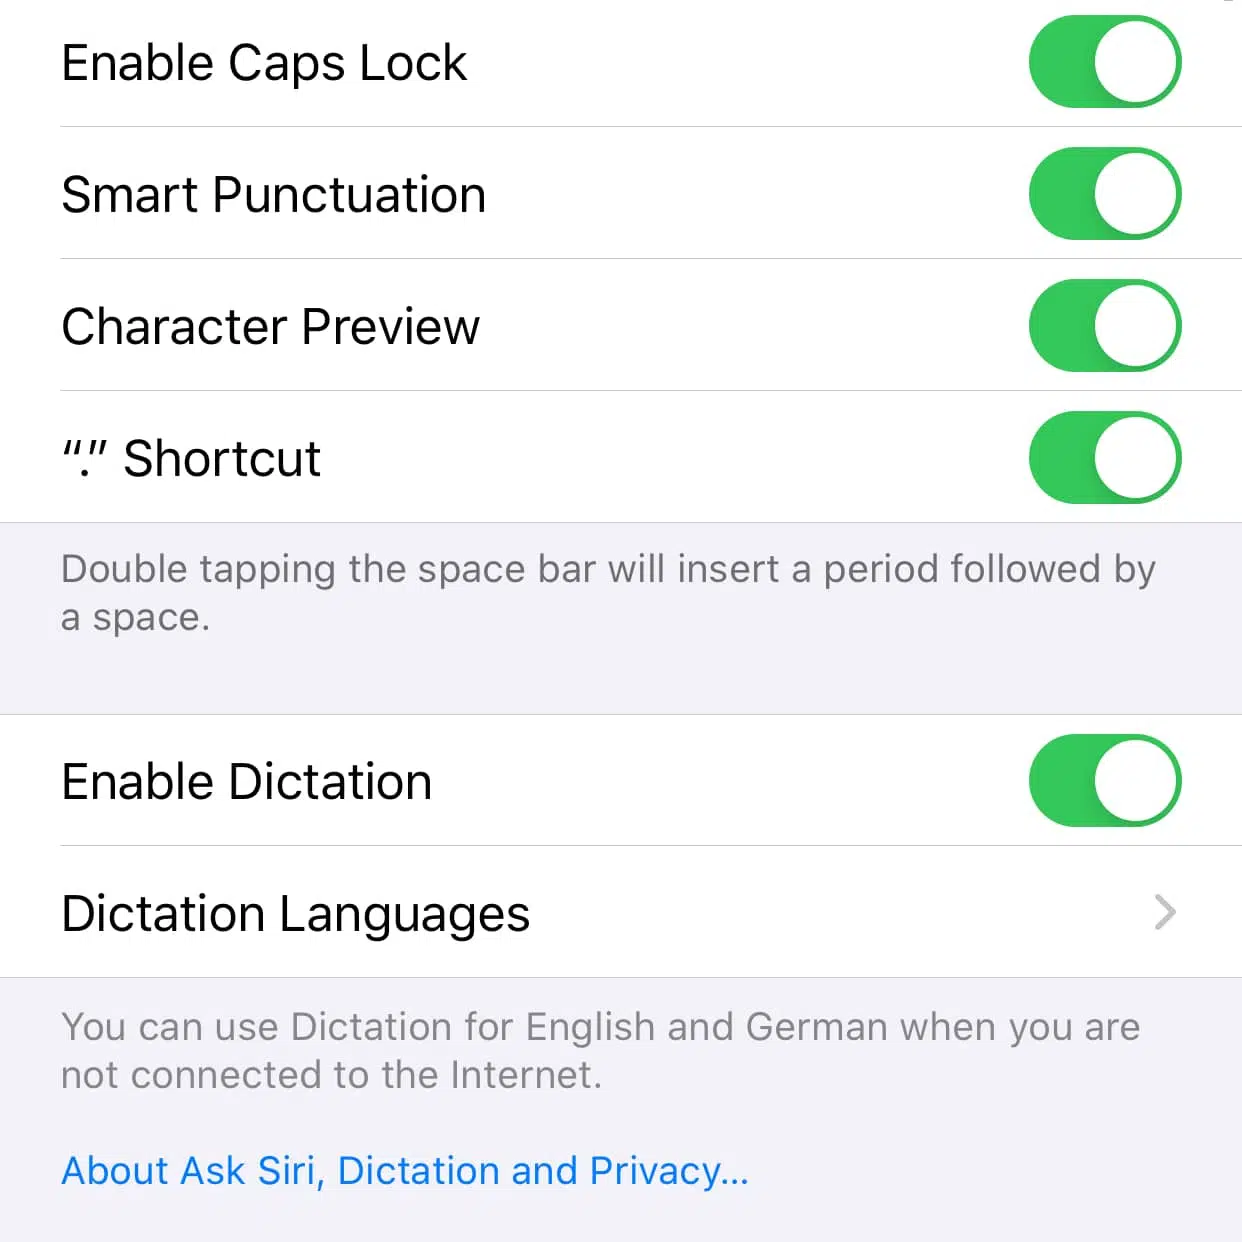 Enable Caps Lock
Smart Punctuation
Character Preview
“.” Shortcut
Double tapping the space bar will insert a period followed by
a space.
Enable Dictation
Dictation Languages
You can use Dictation for English and German when you are
not connected to the Internet.
About Ask Siri, Dictation and Privacy...